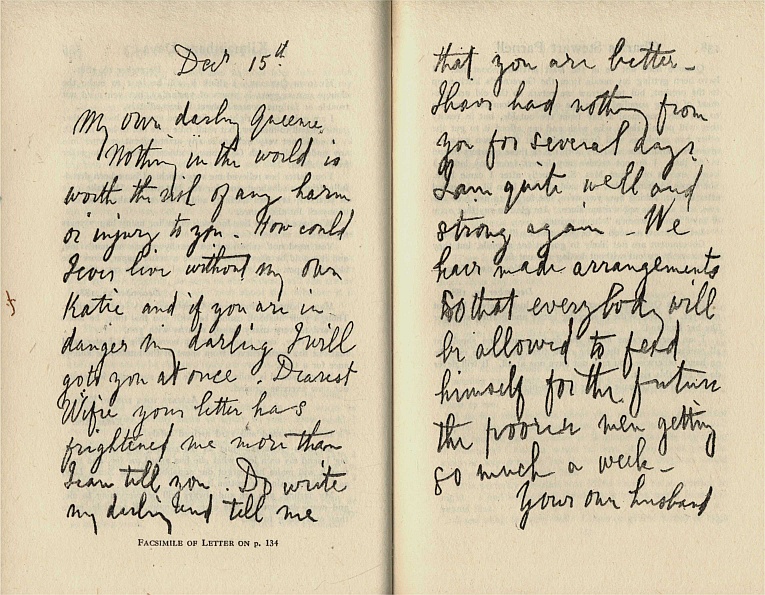 Decr 15th
My own darling Queenie,
Nothing in the world is
worth the risk of any harm
or injury to you. How could
I ever live without my own
Katie and if you are in
danger my darling I will
go to you at once. Dearest
Wifie your letter has
frightened me more than
I can tell you. Do write
my darling and tell me
FACSIMILE OF LETTER ON p. 134
that you are better –
I have had nothing from
you for several days.
I am quite well and
strong again – We
have made arrangements
so that everybody will
be allowed to feed
himself for the future
the poorer men getting
so much a week –
Your own husband